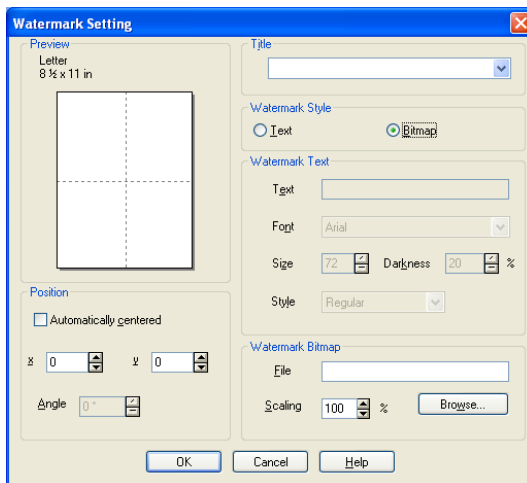 Watermark Setting
Preview
Letter
8 ½ x 11 in
Position
Automatically centered
x 0 y 0
Angle 0 °
Title
Watermark Style
Text Bitmap
Watermark Text
Text
Font Arial
Size 72 Darkness 20 %
Style Regular
Watermark Bitmap
File
Scaling 100 % Browse...
OK Cancel Help